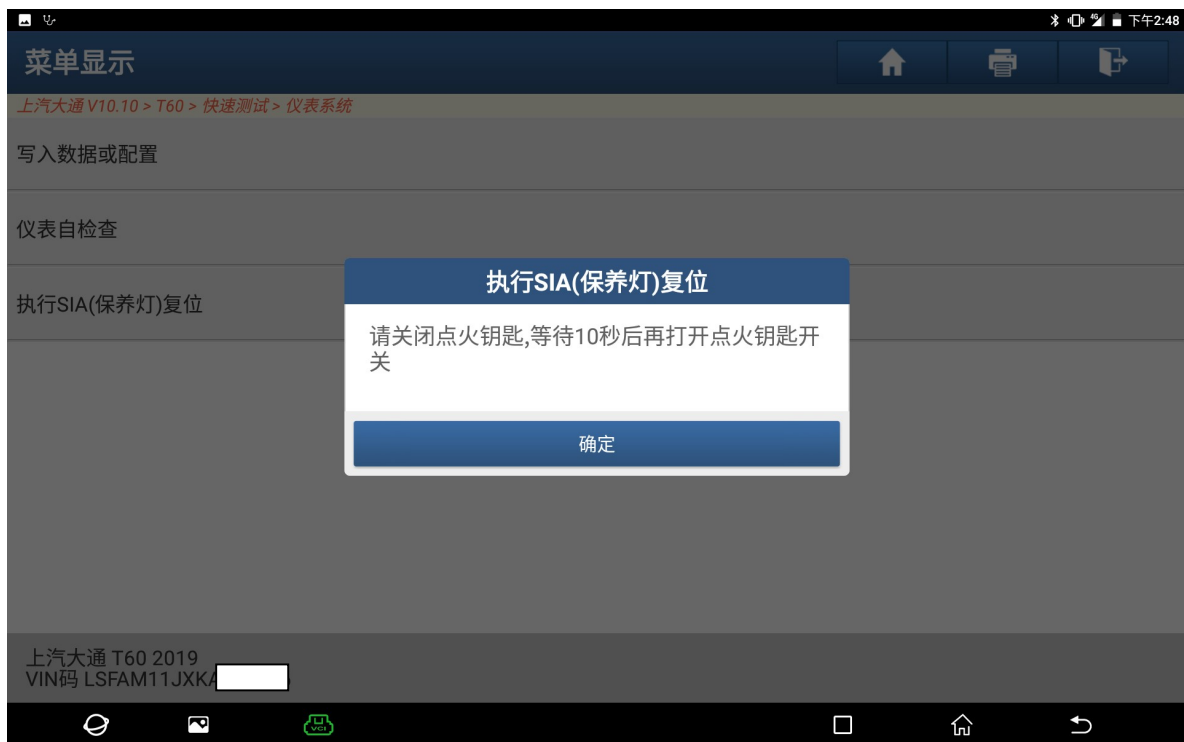 下午2:48
菜单显示
上汽大通 V10.10 > T60 > 快速测试 > 仪表系统
写入数据或配置
仪表自检查
执行SIA(保养灯)复位
执行SIA(保养灯)复位
请关闭点火钥匙,等待10秒后再打开点火钥匙开
关
确定
上汽大通 T60 2019
VIN码 LSFAM11JXKA
VCI